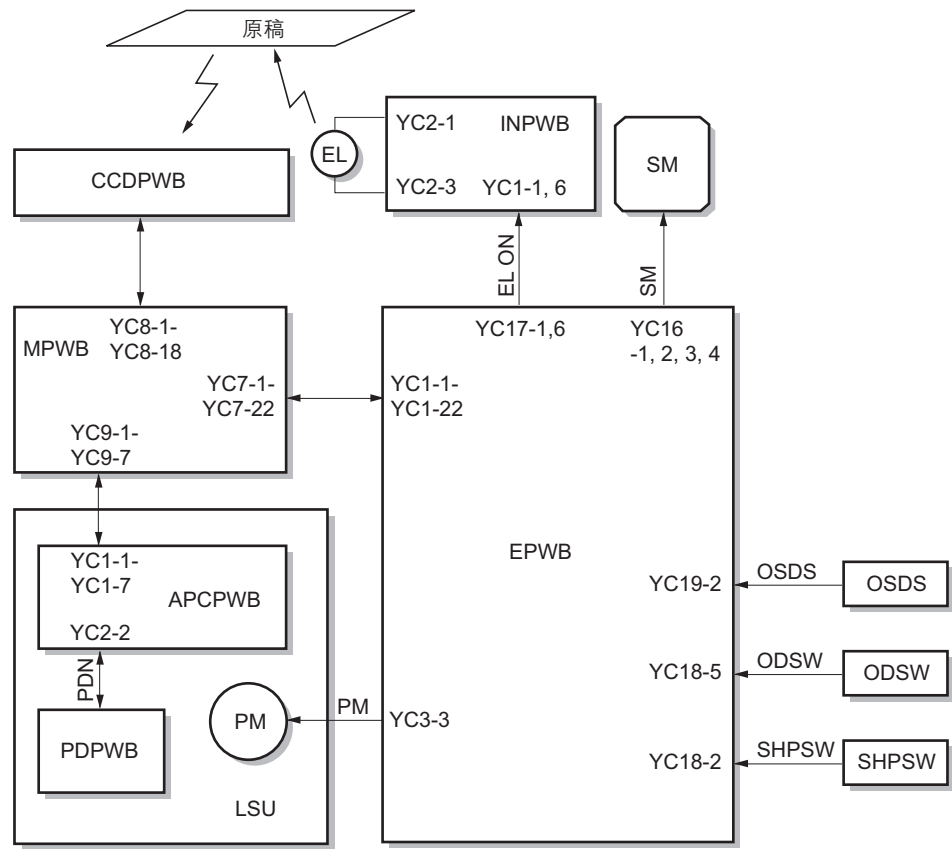 原稿
YC2-1
INPWB
EL
YC2-3
YC1-1, 6
SM
CCDPWB
EL ON
SM
YC8-1-
YC8-18
MPWB
YC7-1-
YC7-22
YC9-1-
YC9-7
YC17-1,6
YC16
-1, 2, 3, 4
YC1-1-
YC1-22
EPWB
YC1-1-
YC1-7
APCPWB
YC2-2
PDN
PDPWB
PM
LSU
PM
YC3-3
YC19-2
OSDS
OSDS
YC18-5
ODSW
ODSW
YC18-2
SHPSW
SHPSW